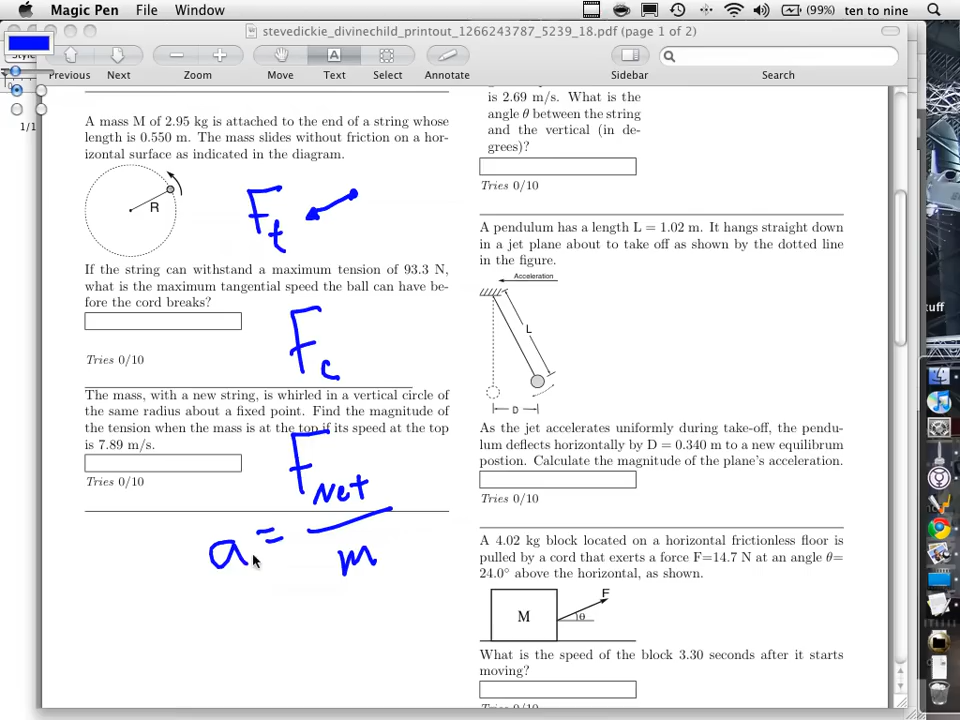 Magic Pen File Window (99%) ten to nine
stevedickie_divinechild_printout_1266243787_5239_18.pdf (page 1 of 2)
Previous Next Zoom Move Text Select Annotate Sidebar Search
1/1
A mass M of 2.95 kg is attached to the end of a string whose
length is 0.550 m. The mass slides without friction on a hor-
izontal surface as indicated in the diagram.
R
Ft
If the string can withstand a maximum tension of 93.3 N,
what is the maximum tangential speed the ball can have be-
fore the cord breaks?
Fc
Tries 0/10
The mass, with a new string, is whirled in a vertical circle of
the same radius about a fixed point. Find the magnitude of
the tension when the mass is at the top if its speed at the top
is 7.89 m/s.
Tries 0/10
a = FNet
m
is 2.69 m/s. What is the
angle θ between the string
and the vertical (in de-
grees)?
Tries 0/10
A pendulum has a length L = 1.02 m. It hangs straight down
in a jet plane about to take off as shown by the dotted line
in the figure.
Acceleration
L
D
As the jet accelerates uniformly during take-off, the pendu-
lum deflects horizontally by D = 0.340 m to a new equilibrum
postion. Calculate the magnitude of the plane's acceleration.
Tries 0/10
A 4.02 kg block located on a horizontal frictionless floor is
pulled by a cord that exerts a force F=14.7 N at an angle θ=
24.0° above the horizontal, as shown.
M
F
θ
What is the speed of the block 3.30 seconds after it starts
moving?